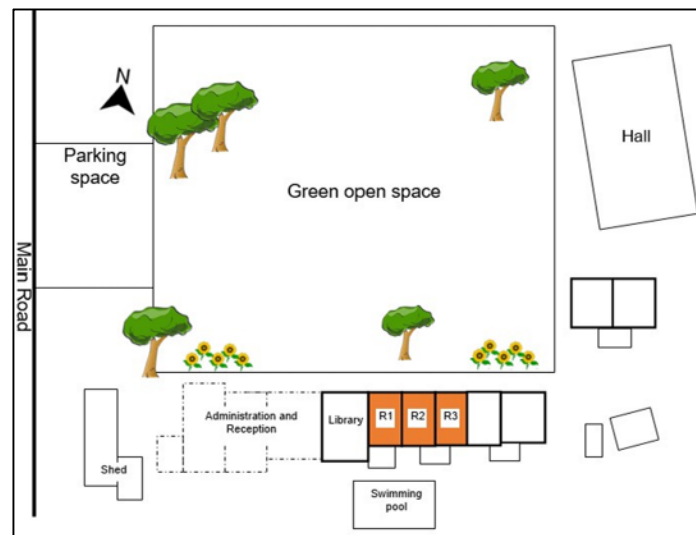 N
Parking
space
Main Road
Green open space
Hall
Administration and
Reception
Library
R1
R2
R3
Shed
Swimming
pool